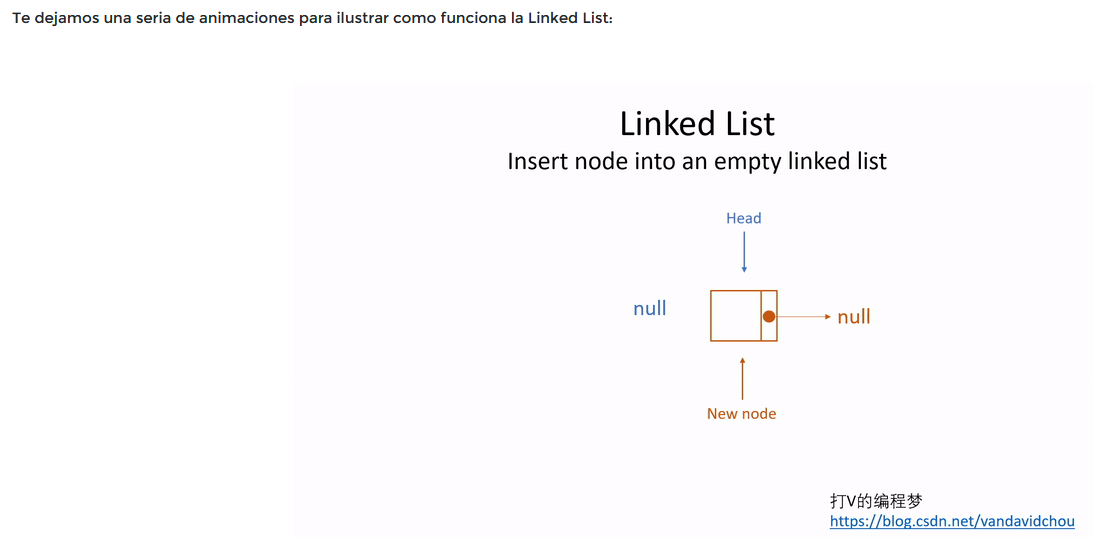 Te dejamos una seria de animaciones para ilustrar como funciona la Linked List:
Linked List
Insert node into an empty linked list
Head
null
null
New node
打V的编程梦
https://blog.csdn.net/vandavidchou